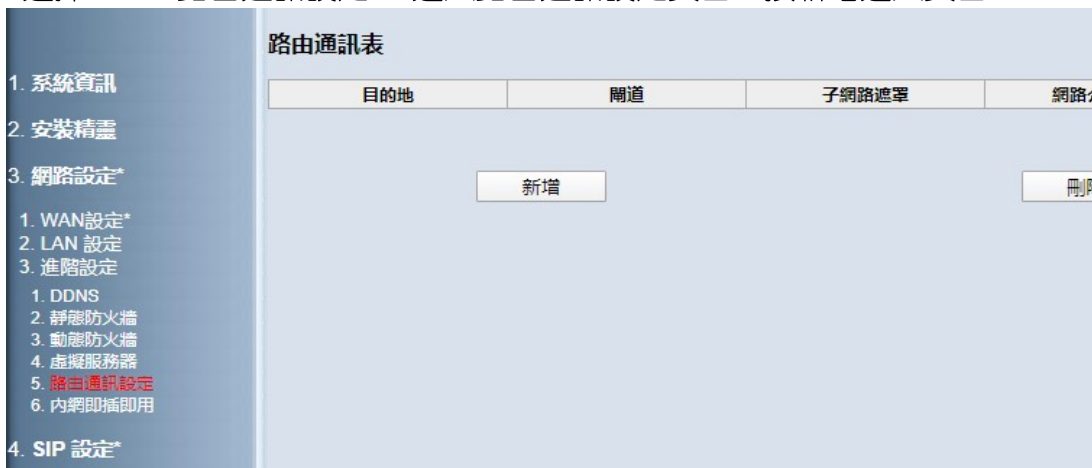 路由通訊表
目的地 閘道 子網路遮罩 網路
新增
1. 系統資訊
2. 安裝精靈
3. 網路設定*
1. WAN設定*
2. LAN 設定
3. 進階設定
1. DDNS
2. 靜態防火牆
3. 動態防火牆
4. 虛擬服務器
5. 路由通訊設定
6. 內網即插即用
4. SIP 設定*